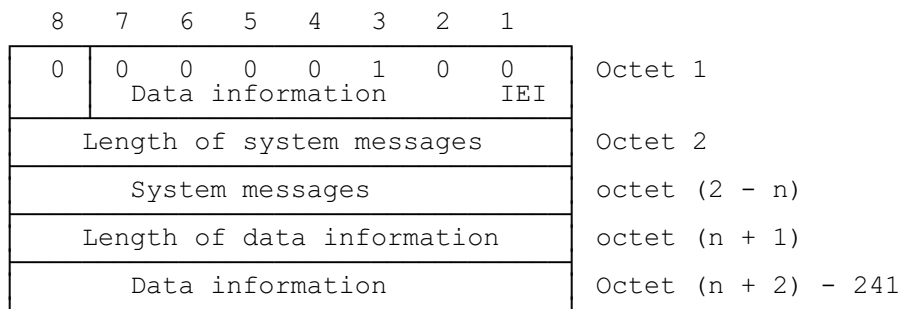 8 7 6 5 4 3 2 1
0 0 0 0 0 1 0 0 Octet 1
Data information IEI
Length of system messages Octet 2
System messages octet (2 - n)
Length of data information octet (n + 1)
Data information Octet (n + 2) - 241